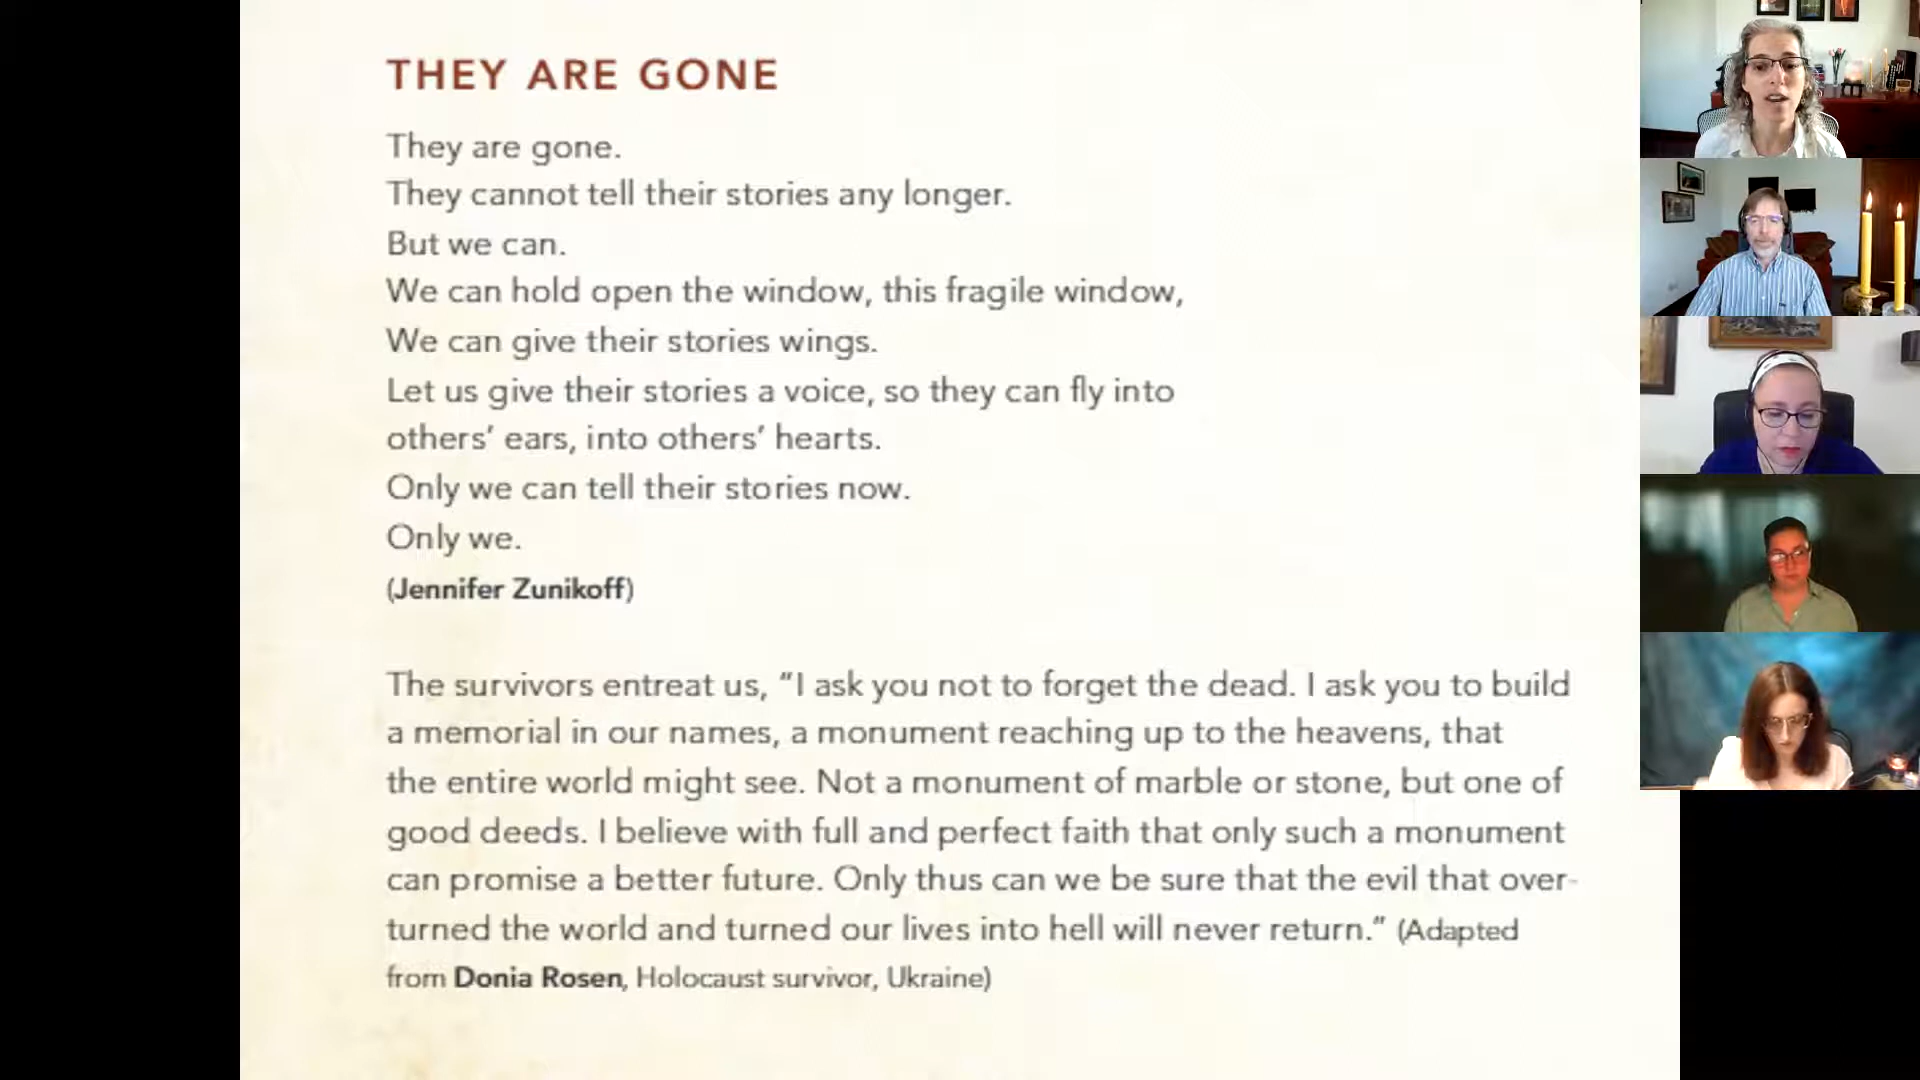 THEY ARE GONE
They are gone.
They cannot tell their stories any longer.
But we can.
We can hold open the window, this fragile window,
We can give their stories wings.
Let us give their stories a voice, so they can fly into
others’ ears, into others’ hearts.
Only we can tell their stories now.
Only we.
(Jennifer Zunikoff)
The survivors entreat us, “I ask you not to forget the dead. I ask you to build
a memorial in our names, a monument reaching up to the heavens, that
the entire world might see. Not a monument of marble or stone, but one of
good deeds. I believe with full and perfect faith that only such a monument
can promise a better future. Only thus can we be sure that the evil that over-
turned the world and turned our lives into hell will never return.” (Adapted
from Donia Rosen, Holocaust survivor, Ukraine)